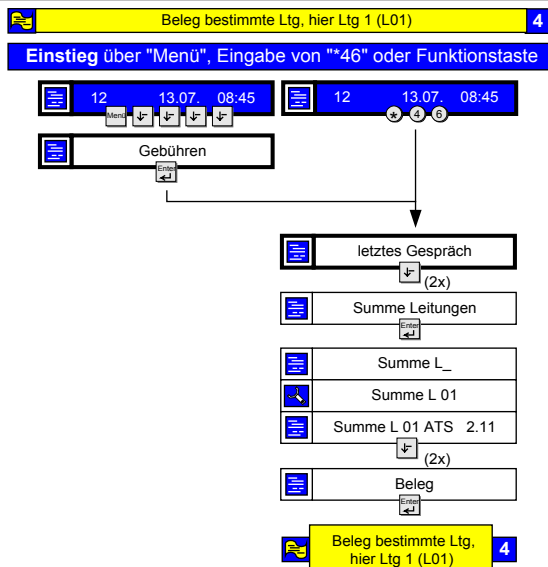 Beleg bestimmte Ltg, hier Ltg 1 (L01) 4
Einstieg über "Menü", Eingabe von "*46" oder Funktionstaste
12 13.07. 08:45
Menü
12 13.07. 08:45
* 4 6
Gebühren
Enter
letztes Gespräch
(2x)
Summe Leitungen
Enter
Summe L_
Summe L 01
Summe L 01 ATS 2.11
(2x)
Beleg
Enter
Beleg bestimmte Ltg,
hier Ltg 1 (L01) 4